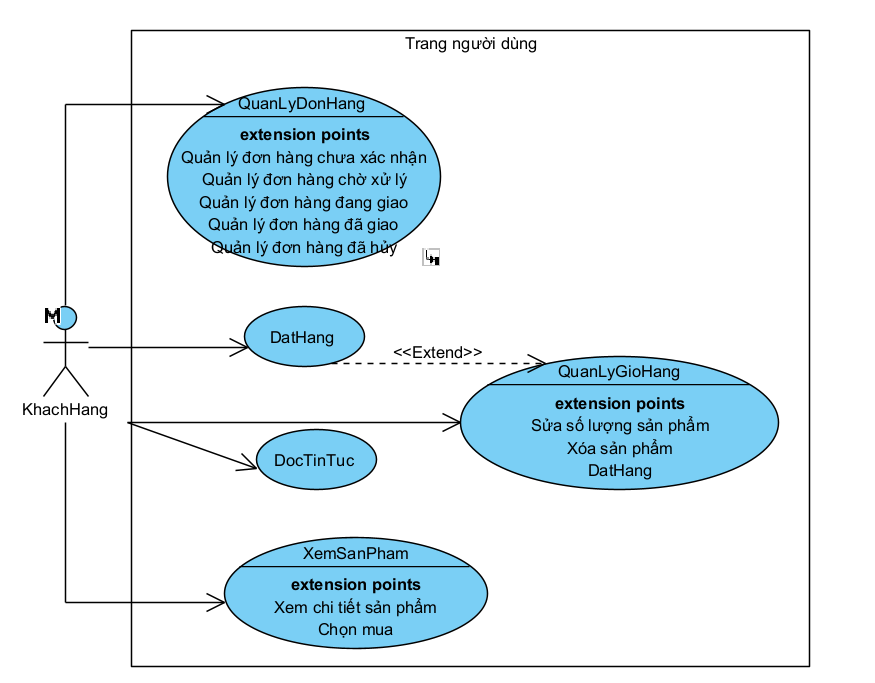 Trang người dùng
QuanLyDonHang
extension points
Quản lý đơn hàng chưa xác nhận
Quản lý đơn hàng chờ xử lý
Quản lý đơn hàng đang giao
Quản lý đơn hàng đã giao
Quản lý đơn hàng đã hủy
M
DatHang
<<Extend>>
QuanLyGioHang
extension points
Sửa số lượng sản phẩm
Xóa sản phẩm
DatHang
KhachHang
DocTinTuc
XemSanPham
extension points
Xem chi tiết sản phẩm
Chọn mua